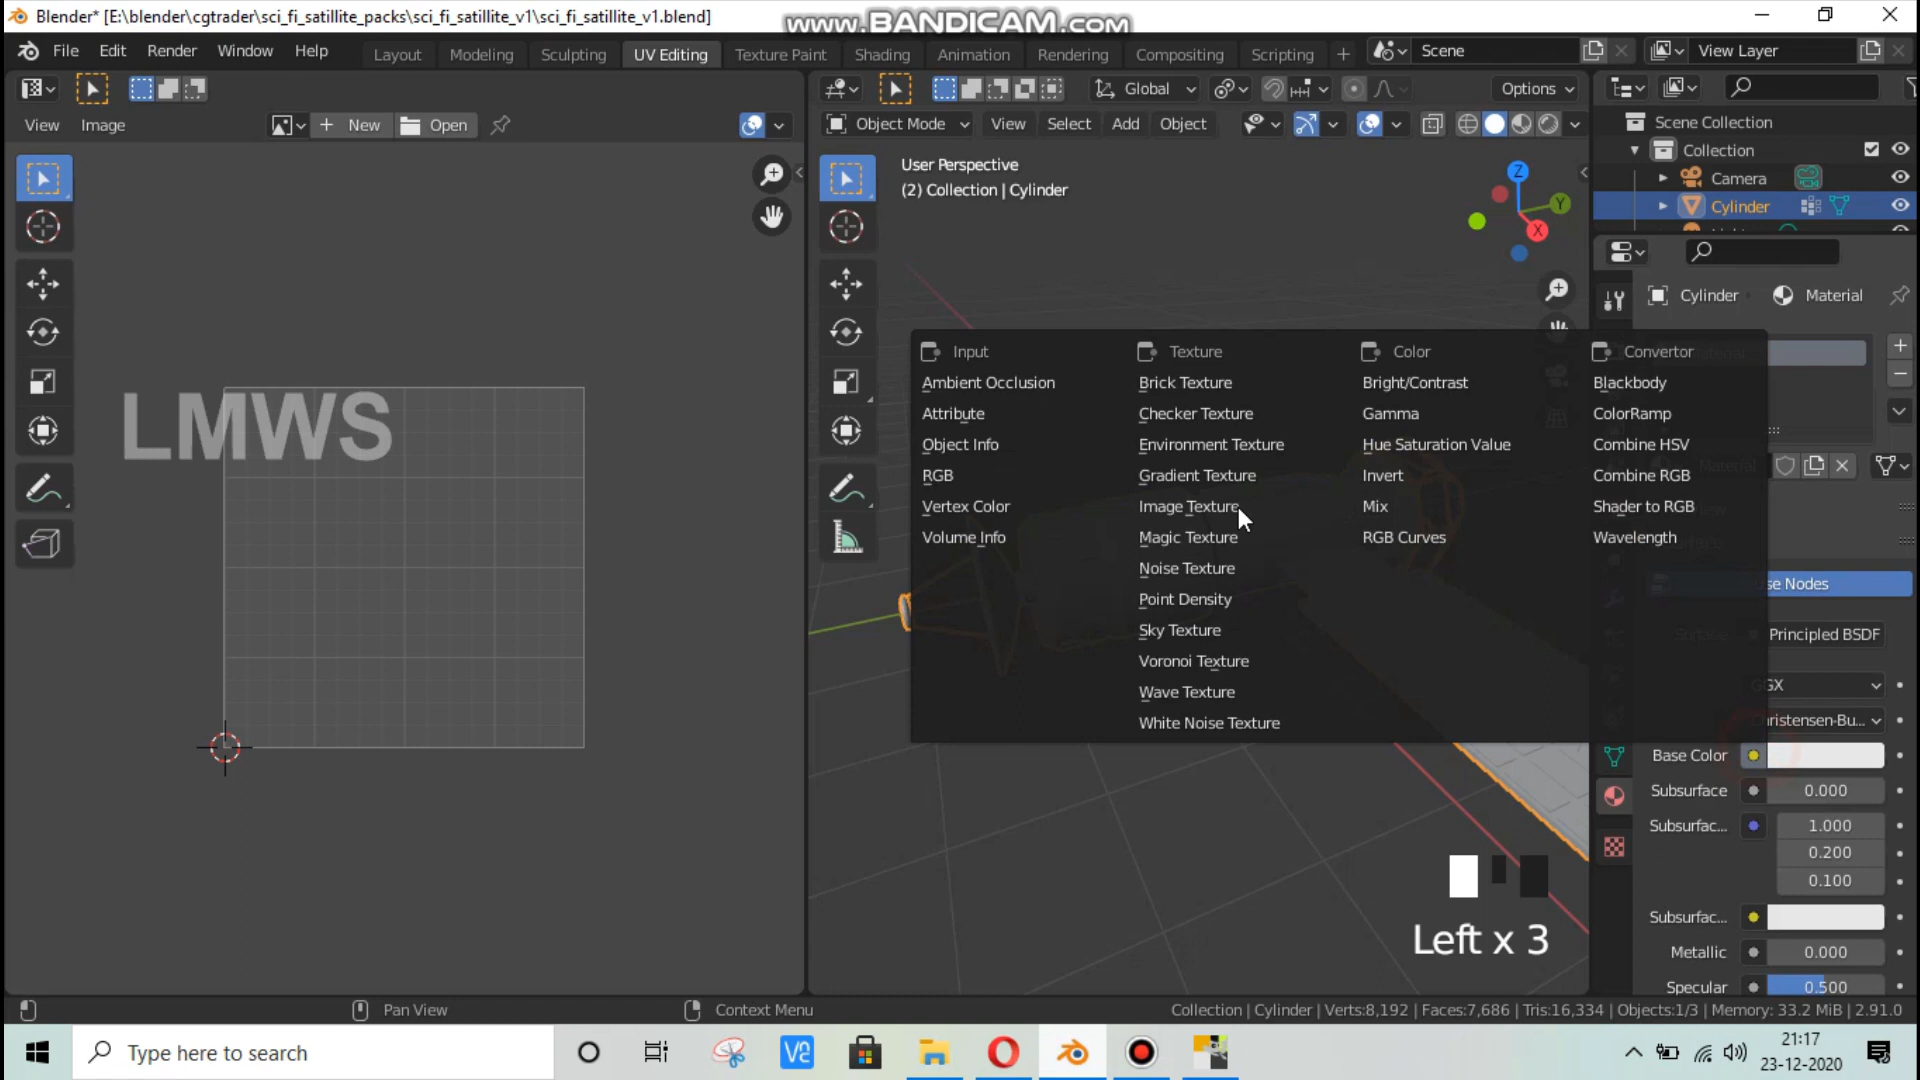 Blender* [E:\blender\cgtrader\sci_fi_satillite_packs\sci_fi_satillite_v1\sci_fi_satillite_v1.blend]
www.BANDICAM.com
File Edit Render Window Help
Layout Modeling Sculpting UV Editing Texture Paint Shading Animation Rendering Compositing Scripting +
Scene
View Layer
Global
Options
View Image
+ New Open
Object Mode View Select Add Object
Scene Collection
Collection
Camera
Cylinder
User Perspective
(2) Collection | Cylinder
Z
Y
X
Cylinder Material
LMWS
Input
Ambient Occlusion
Attribute
Object Info
RGB
Vertex Color
Volume Info
Texture
Brick Texture
Checker Texture
Environment Texture
Gradient Texture
Image Texture
Magic Texture
Noise Texture
Point Density
Sky Texture
Voronoi Texture
Wave Texture
White Noise Texture
Color
Bright/Contrast
Gamma
Hue Saturation Value
Invert
Mix
RGB Curves
Convertor
Blackbody
ColorRamp
Combine HSV
Combine RGB
Shader to RGB
Wavelength
Use Nodes
Surface Principled BSDF
GGX
Christensen-Bu...
Base Color
Subsurface 0.000
Subsurfac... 1.000
0.200
0.100
Subsurfac...
Metallic 0.000
Specular 0.500
Left x 3
Pan View
Context Menu
Collection | Cylinder | Verts:8,192 | Faces:7,686 | Tris:16,334 | Objects:1/3 | Memory: 33.2 MiB | 2.91.0
Type here to search
21:17
23-12-2020